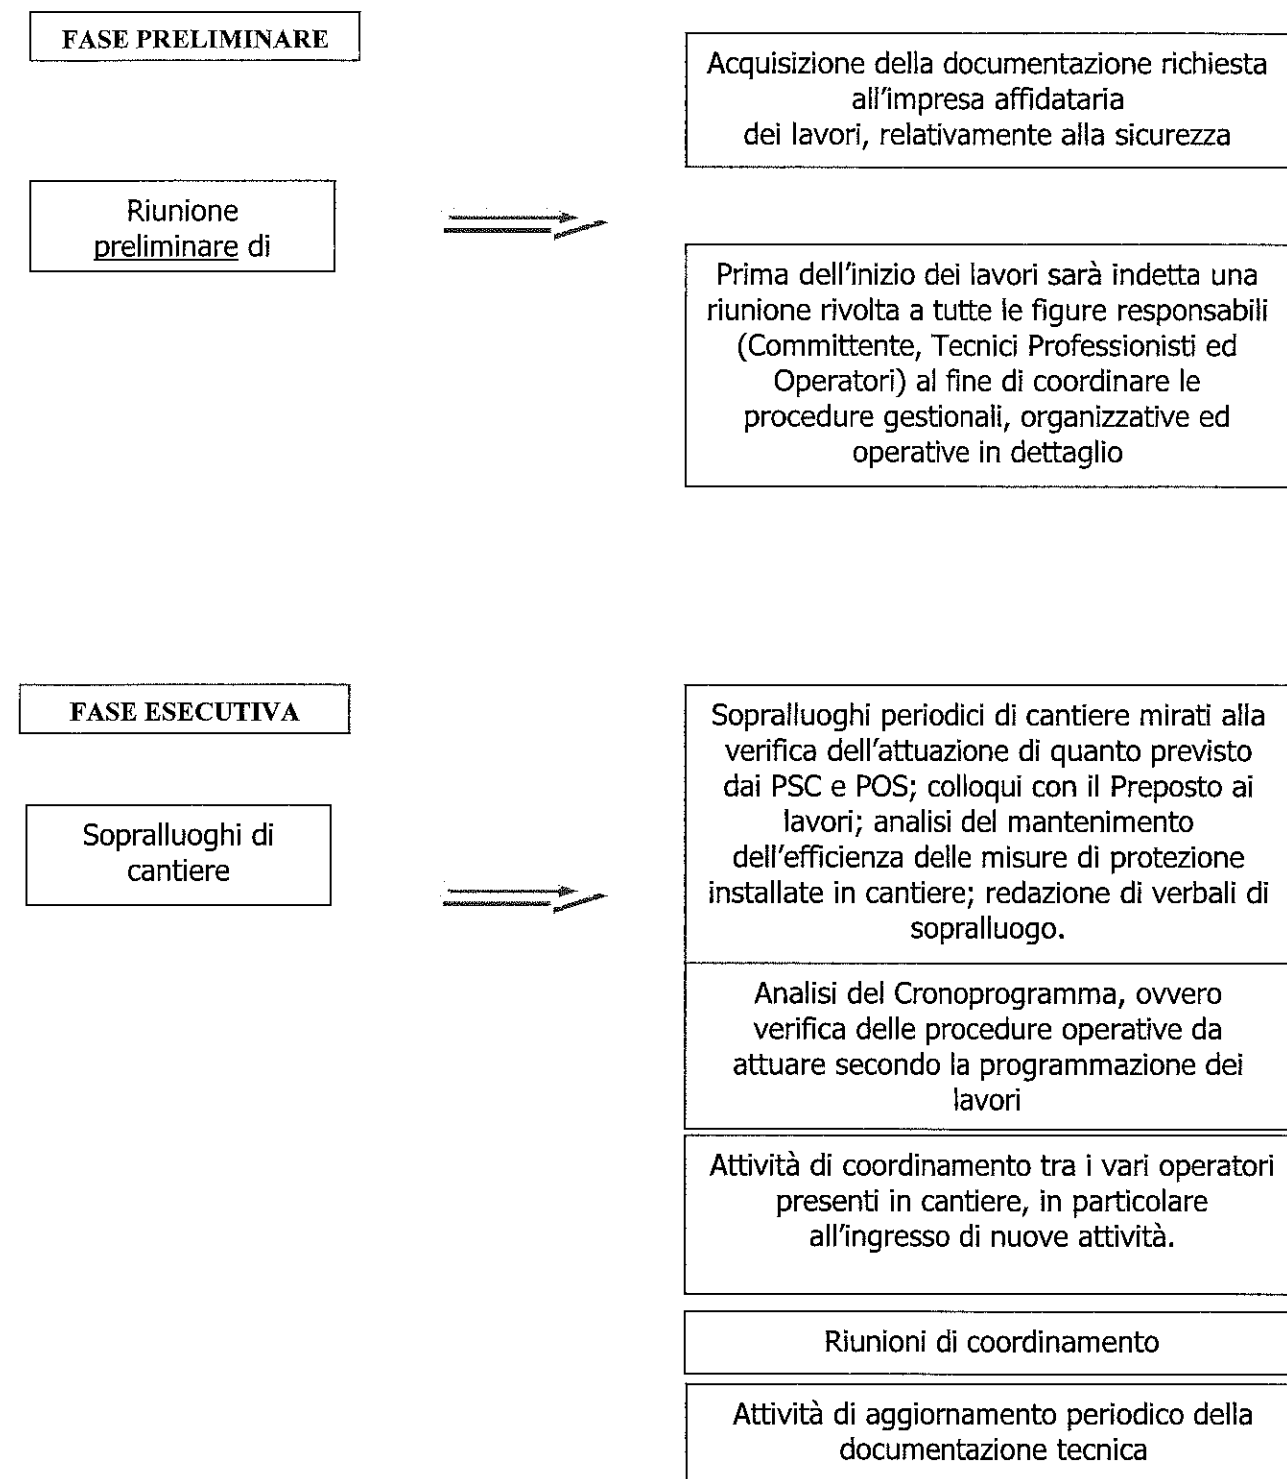 FASE PRELIMINARE
Acquisizione della documentazione richiesta
all'impresa affidataria
dei lavori, relativamente alla sicurezza
Riunione
preliminare di
Prima dell'inizio dei lavori sarà indetta una
riunione rivolta a tutte le figure responsabili
(Committente, Tecnici Professionisti ed
Operatori) al fine di coordinare le
procedure gestionali, organizzative ed
operative in dettaglio
FASE ESECUTIVA
Sopralluoghi di
cantiere
Sopralluoghi periodici di cantiere mirati alla
verifica dell'attuazione di quanto previsto
dai PSC e POS; colloqui con il Preposto ai
lavori; analisi del mantenimento
dell'efficienza delle misure di protezione
installate in cantiere; redazione di verbali di
sopralluogo.
Analisi del Cronoprogramma, ovvero
verifica delle procedure operative da
attuare secondo la programmazione dei
lavori
Attività di coordinamento tra i vari operatori
presenti in cantiere, in particolare
all'ingresso di nuove attività.
Riunioni di coordinamento
Attività di aggiornamento periodico della
documentazione tecnica